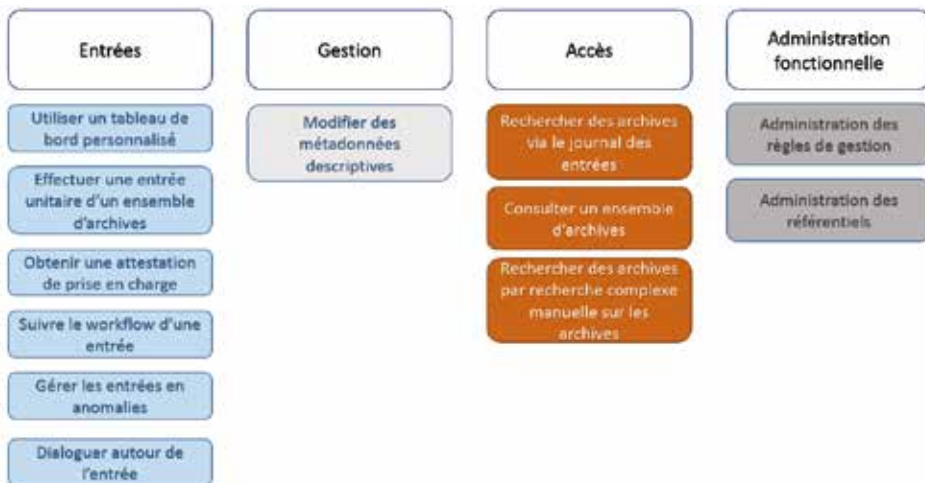 Entrées
Utiliser un tableau de
bord personnalisé
Effectuer une entrée
unitaire d'un ensemble
d'archives
Obtenir une attestation
de prise en charge
Suivre le workflow d'une
entrée
Gérer les entrées en
anomalies
Dialoguer autour de
l'entrée
Gestion
Modifier des
métadonnées
descriptives
Accès
Rechercher des archives
via le journal des
entrées
Consulter un ensemble
d'archives
Rechercher des archives
par recherche complexe
manuelle sur les
archives
Administration
fonctionnelle
Administration des
règles de gestion
Administration des
référentiels